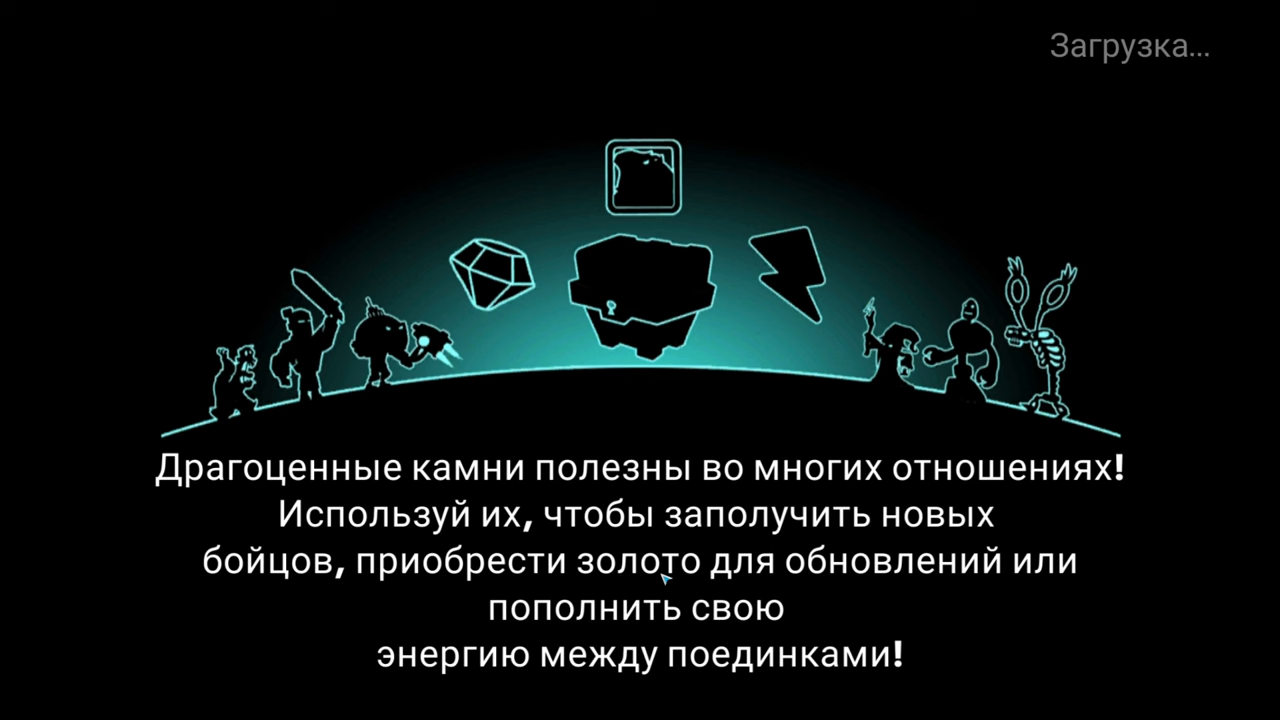 Загрузка...
Драгоценные камни полезны во многих отношениях!
Используй их, чтобы заполучить новых
бойцов, приобрести золото для обновлений или
пополнить свою
энергию между поединками!